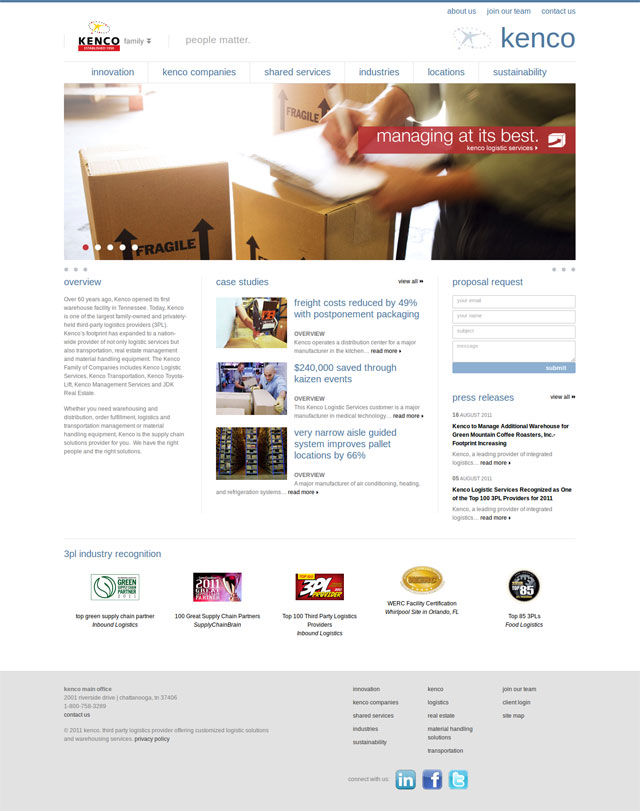 about us join our team contact us
KENCO family
ESTABLISHED 1950
people matter.
kenco
innovation kenco companies shared services industries locations sustainability
managing at its best.
kenco logistic services
FRAGILE
FRAGILE
FRAGILE
overview
Over 60 years ago, Kenco opened its first
warehouse facility in Tennessee. Today, Kenco
is one of the largest family-owned and privately-
held third-party logistics providers (3PL).
Kenco's footprint has expanded to a nation-
wide provider of not only logistic services but
also transportation, real estate management
and material handling equipment. The Kenco
Family of Companies includes Kenco Logistic
Services, Kenco Transportation, Kenco Toyota-
Lift, Kenco Management Services and JDK
Real Estate.
Whether you need warehousing and
distribution, order fulfillment, logistics and
transportation management or material
handling equipment, Kenco is the supply chain
solutions provider for you. We have the right
people and the right solutions.
case studies view all
freight costs reduced by 49%
with postponement packaging
OVERVIEW
Kenco operates a distribution center for a major
manufacturer in the kitchen... read more
$240,000 saved through
kaizen events
OVERVIEW
This Kenco Logistic Services customer is a major
manufacturer in medical technology... read more
very narrow aisle guided
system improves pallet
locations by 66%
OVERVIEW
A major manufacturer of air conditioning, heating,
and refrigeration systems... read more
proposal request
your email
your name
subject
message
submit
press releases view all
16 AUGUST 2011
Kenco to Manage Additional Warehouse for
Green Mountain Coffee Roasters, Inc.-
Footprint Increasing
Kenco, a leading provider of integrated
logistics... read more
05 AUGUST 2011
Kenco Logistic Services Recognized as One
of the Top 100 3PL Providers for 2011
Kenco, a leading provider of integrated
logistics... read more
3pl industry recognition
GREEN
SUPPLY CHAIN
PARTNER
2011
2011
GREAT
3PL
PROVIDER
TOP
85
top green supply chain partner
Inbound Logistics
100 Great Supply Chain Partners
SupplyChainBrain
Top 100 Third Party Logistics
Providers
Inbound Logistics
WERC Facility Certification
Whirlpool Site in Orlando, FL
Top 85 3PLs
Food Logistics
kenco main office
2001 riverside drive | chattanooga, tn 37406
1-800-758-3289
contact us
© 2011 kenco. third party logistics provider offering customized logistic solutions
and warehousing services. privacy policy
innovation
kenco companies
shared services
industries
sustainability
kenco
logistics
real estate
material handling
solutions
transportation
join our team
client login
site map
connect with us: in f t